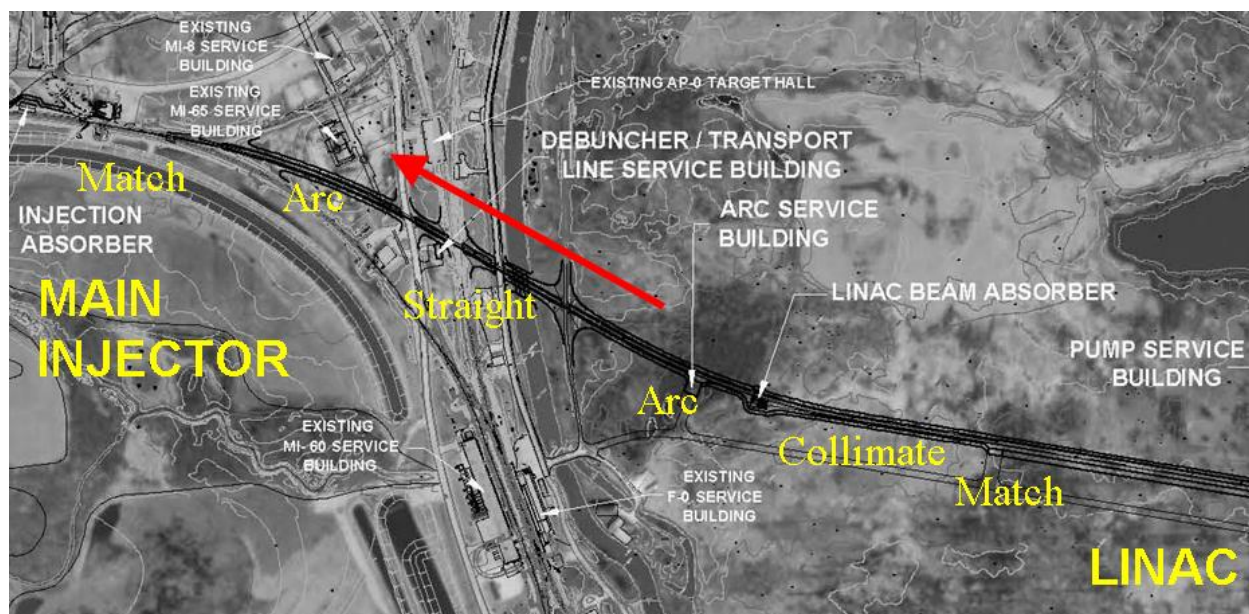 EXISTING
MI-8 SERVICE
BUILDING
EXISTING
MI-65 SERVICE
BUILDING
EXISTING AP-0 TARGET HALL
DEBUNCHER / TRANSPORT
LINE SERVICE BUILDING
Match
Arc
INJECTION
ABSORBER
ARC SERVICE
BUILDING
MAIN
INJECTOR
Straight
LINAC BEAM ABSORBER
PUMP SERVICE
BUILDING
Arc
EXISTING
MI-60 SERVICE
BUILDING
Collimate
EXISTING
F-0 SERVICE
BUILDING
Match
LINAC